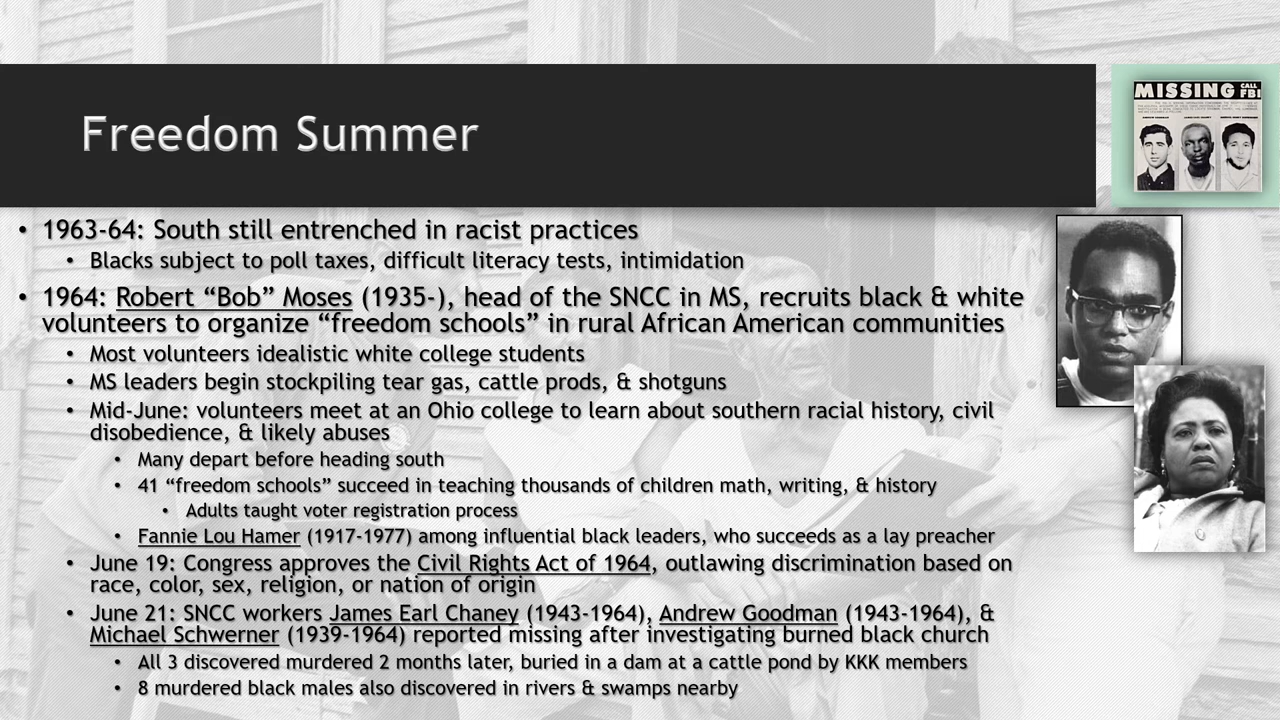 Freedom Summer
MISSING CALL FBI
• 1963-64: South still entrenched in racist practices
• Blacks subject to poll taxes, difficult literacy tests, intimidation
• 1964: Robert “Bob” Moses (1935-), head of the SNCC in MS, recruits black & white
volunteers to organize “freedom schools” in rural African American communities
• Most volunteers idealistic white college students
• MS leaders begin stockpiling tear gas, cattle prods, & shotguns
• Mid-June: volunteers meet at an Ohio college to learn about southern racial history, civil
disobedience, & likely abuses
• Many depart before heading south
• 41 “freedom schools” succeed in teaching thousands of children math, writing, & history
• Adults taught voter registration process
• Fannie Lou Hamer (1917-1977) among influential black leaders, who succeeds as a lay preacher
• June 19: Congress approves the Civil Rights Act of 1964, outlawing discrimination based on
race, color, sex, religion, or nation of origin
• June 21: SNCC workers James Earl Chaney (1943-1964), Andrew Goodman (1943-1964), &
Michael Schwerner (1939-1964) reported missing after investigating burned black church
• All 3 discovered murdered 2 months later, buried in a dam at a cattle pond by KKK members
• 8 murdered black males also discovered in rivers & swamps nearby